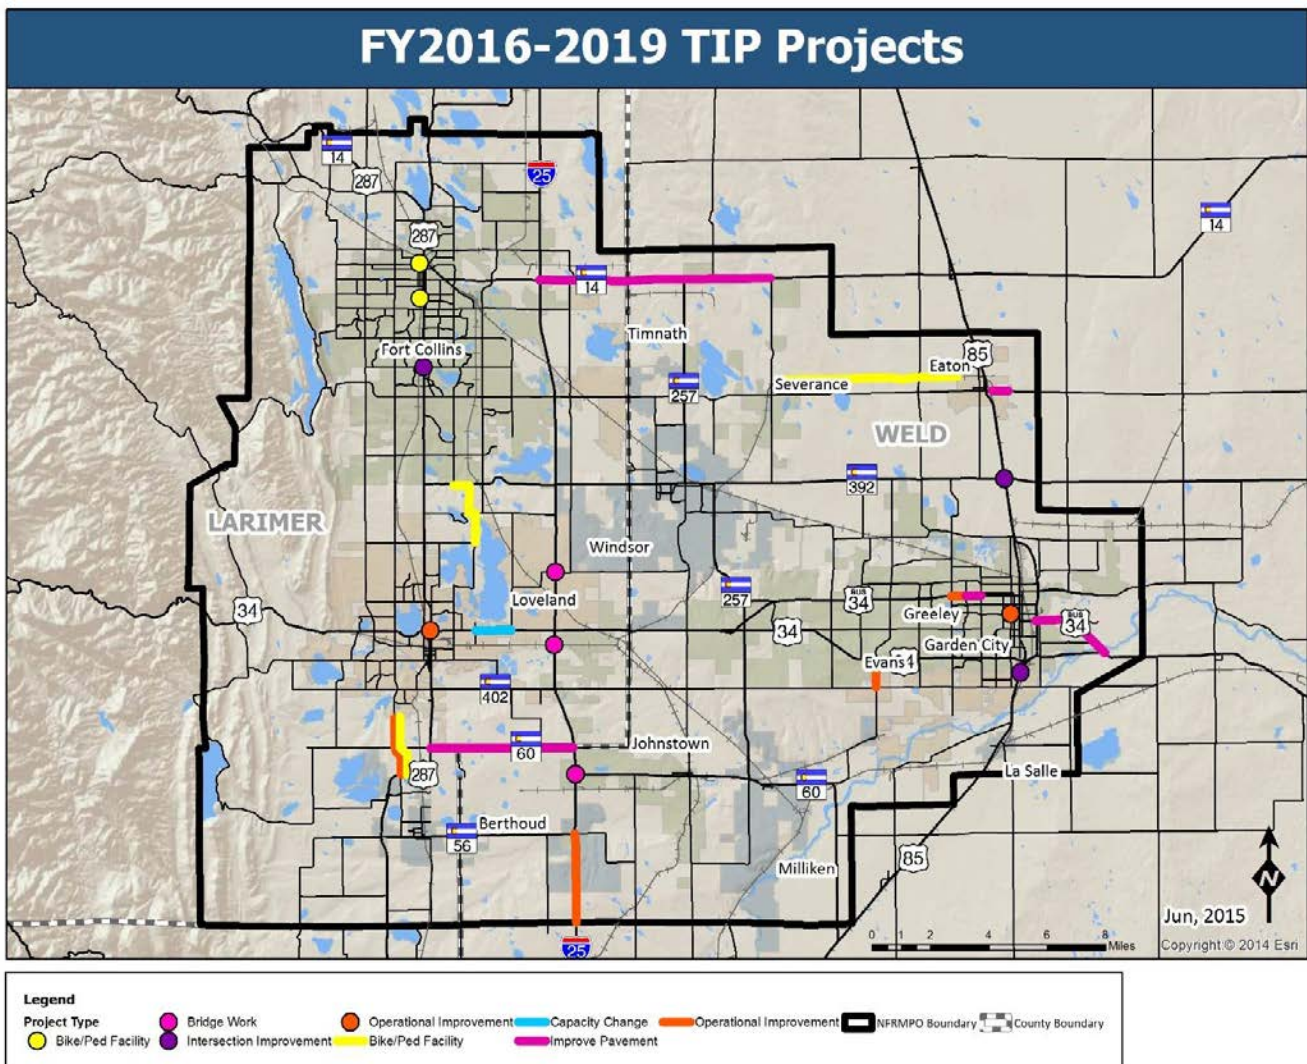 FY2016-2019 TIP Projects
14
287
25
14
287
14
Timnath
Fort Collins
85
Eaton
Severance
257
WELD
392
LARIMER
Windsor
257
BUS
34
Loveland
34
Greeley
BUS
34
34
Garden City
Evans
4
402
Johnstown
60
La Salle
287
60
Berthoud
56
85
Milliken
N
Jun, 2015
25
0 1 2 4 6 8
Miles
Copyright:© 2014 Esri
Legend
Project Type
Bridge Work
Operational Improvement
Capacity Change
Operational Improvement
NFRMPO Boundary
County Boundary
Bike/Ped Facility
Intersection Improvement
Bike/Ped Facility
Improve Pavement